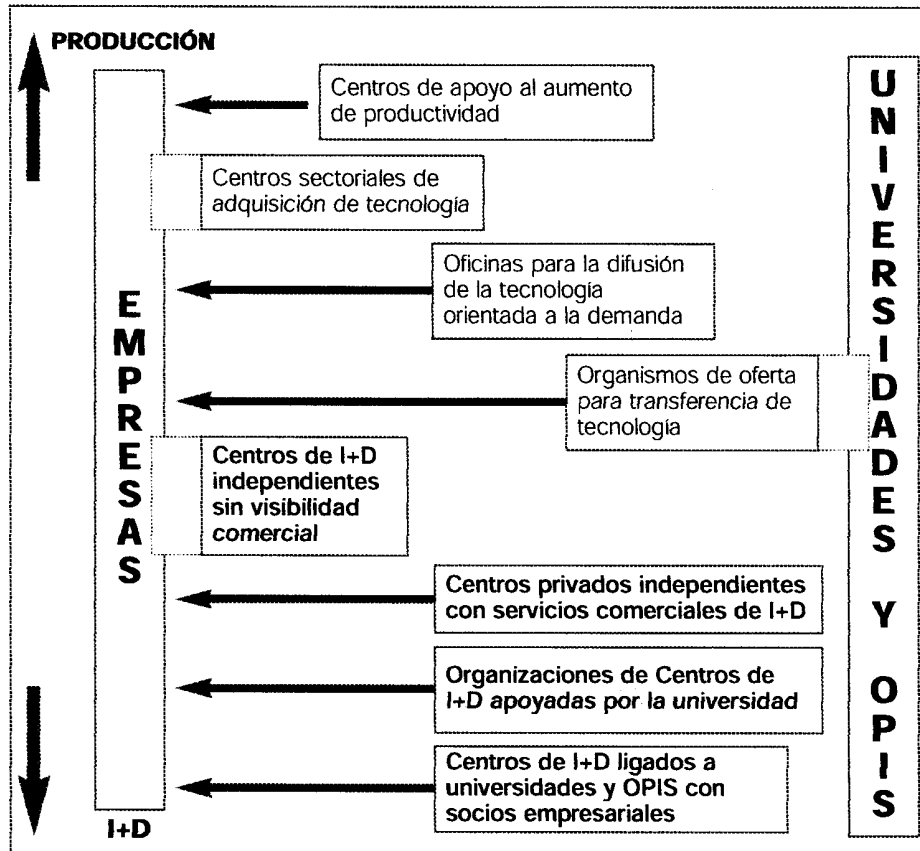 PRODUCCIÓN
EMPRESAS
I+D
Centros de apoyo al aumento
de productividad
Centros sectoriales de
adquisición de tecnología
Oficinas para la difusión
de la tecnología
orientada a la demanda
Organismos de oferta
para transferencia de
tecnología
Centros de I+D
independientes
sin visibilidad
comercial
Centros privados independientes
con servicios comerciales de I+D
Organizaciones de Centros de
I+D apoyadas por la universidad
Centros de I+D ligados a
universidades y OPIS con
socios empresariales
UNIVERSIDADES Y OPIS